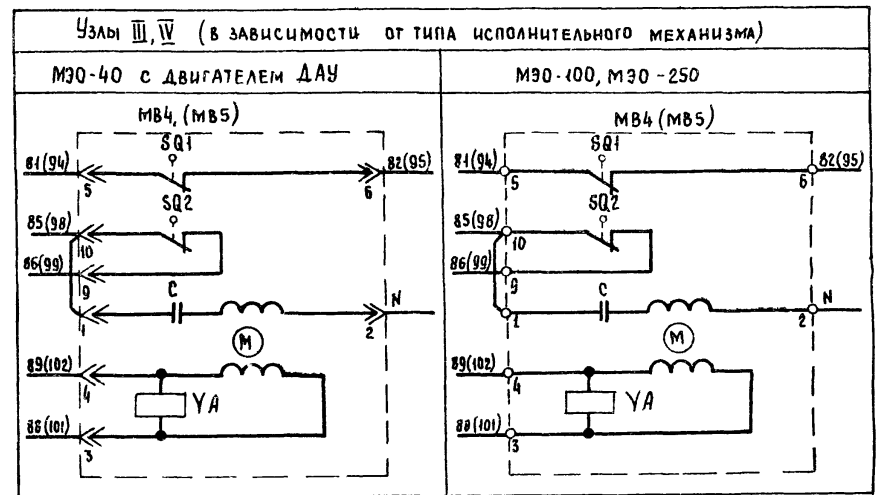 Узлы III, IV (в зависимости от типа исполнительного механизма)
МЭО-40 с двигателем ДАУ
МЭО-100, МЭО-250
МВ4, (МВ5)
SQ1
81(94)
5
6
82(95)
SQ2
85(98)
10
86(99)
9
C
1
2
N
M
89(102)
4
YA
88(101)
3
МВ4 (МВ5)
SQ1
81(94)
5
6
82(95)
SQ2
85(98)
10
86(99)
9
C
1
2
N
M
89(102)
4
YA
88(101)
3